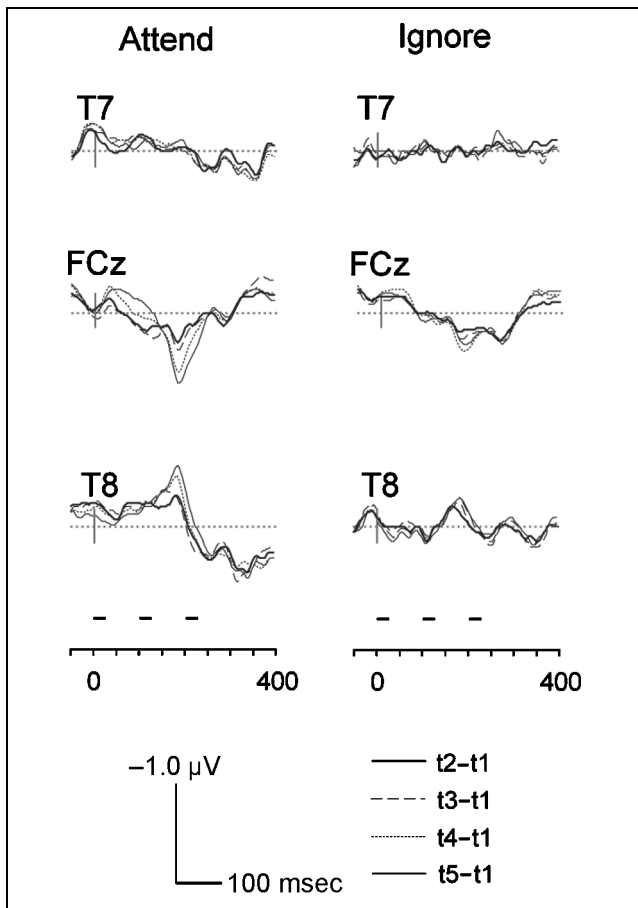 Attend Ignore
T7 T7
FCz FCz
T8 T8
0 400 0 400
−1.0 µV
100 msec
t2−t1
t3−t1
t4−t1
t5−t1